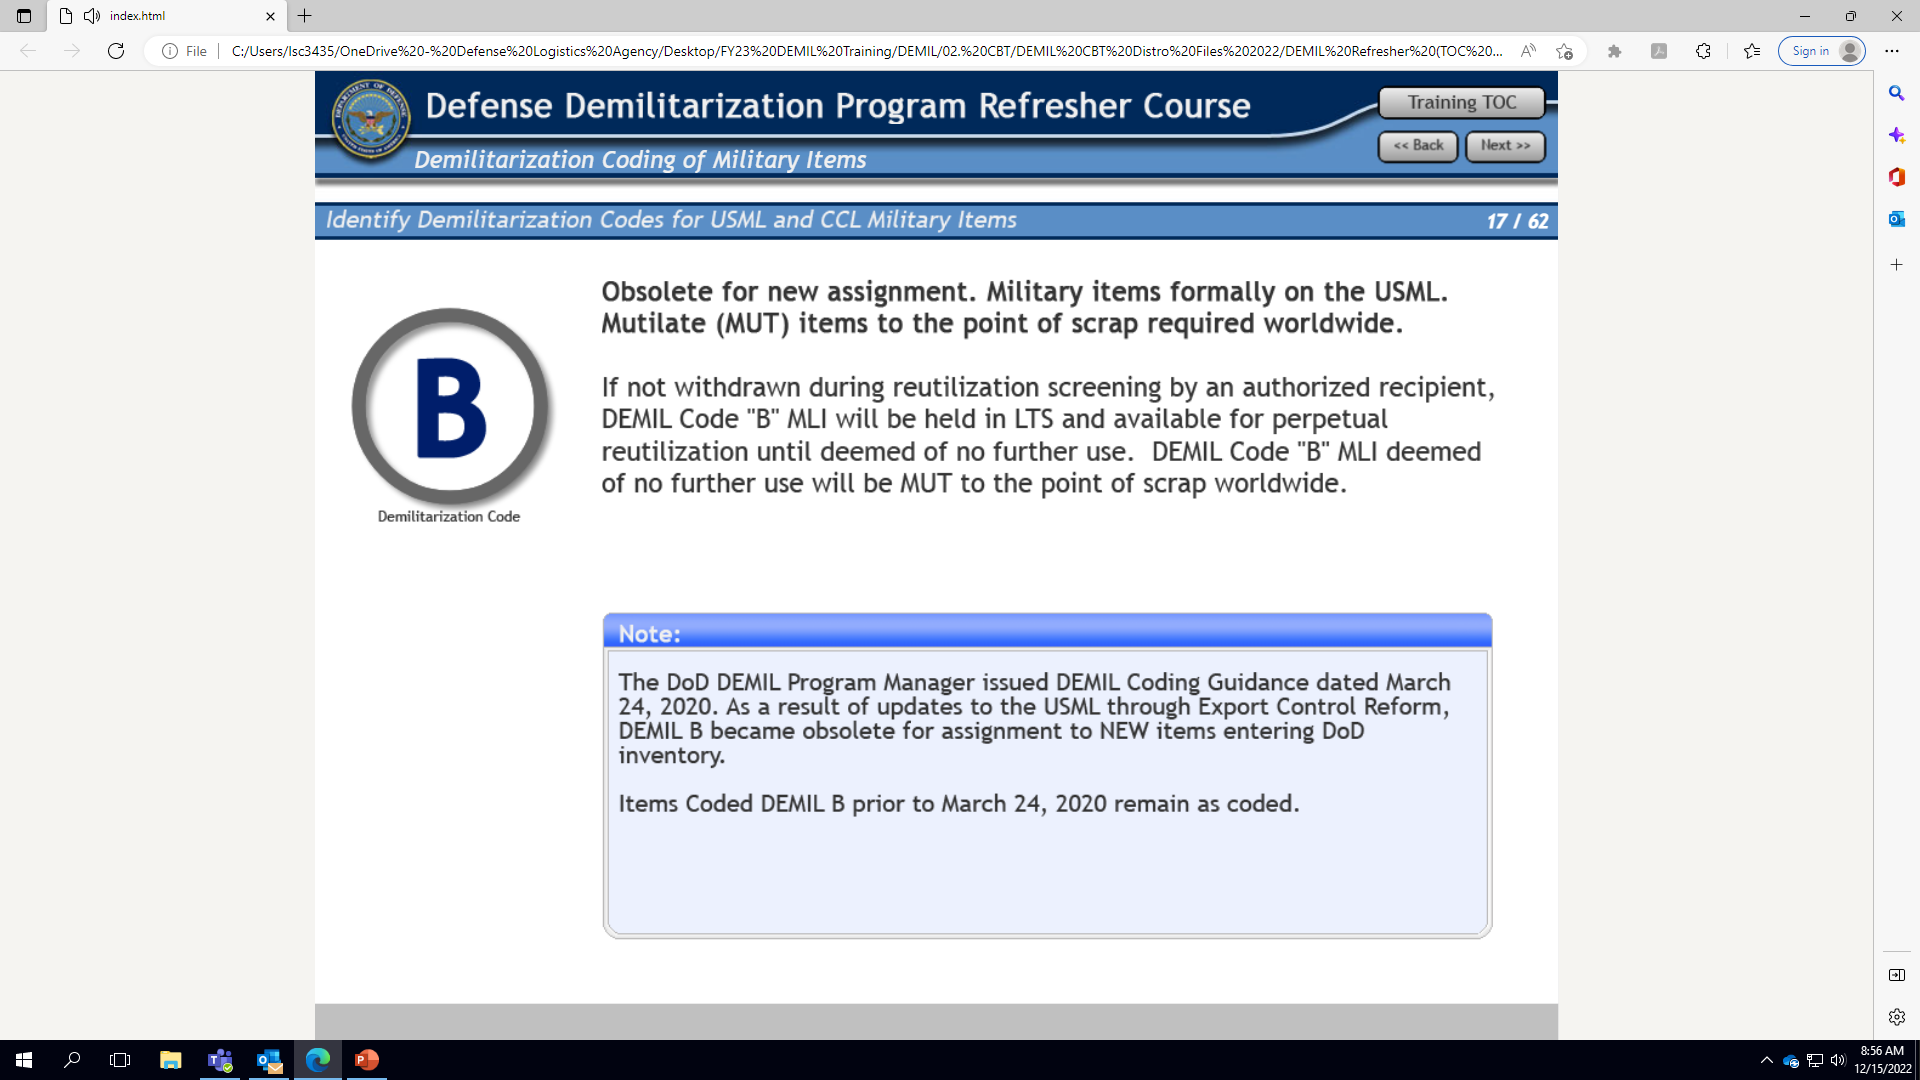 index.html
File
C:/Users/lsc3435/OneDrive%20-%20Defense%20Logistics%20Agency/Desktop/FY23%20DEMIL%20Training/DEMIL/02.%20CBT/DEMIL%20CBT%20Distro%20Files%202022/DEMIL%20Refresher%20(TOC%20...
Sign in
Defense Demilitarization Program Refresher Course
Training TOC
<< Back
Next >>
Demilitarization Coding of Military Items
Identify Demilitarization Codes for USML and CCL Military Items
17 / 62
Obsolete for new assignment. Military items formally on the USML.
Mutilate (MUT) items to the point of scrap required worldwide.
B
Demilitarization Code
If not withdrawn during reutilization screening by an authorized recipient,
DEMIL Code "B" MLI will be held in LTS and available for perpetual
reutilization until deemed of no further use.  DEMIL Code "B" MLI deemed
of no further use will be MUT to the point of scrap worldwide.
Note:
The DoD DEMIL Program Manager issued DEMIL Coding Guidance dated March
24, 2020. As a result of updates to the USML through Export Control Reform,
DEMIL B became obsolete for assignment to NEW items entering DoD
inventory.
Items Coded DEMIL B prior to March 24, 2020 remain as coded.
8:56 AM
12/15/2022